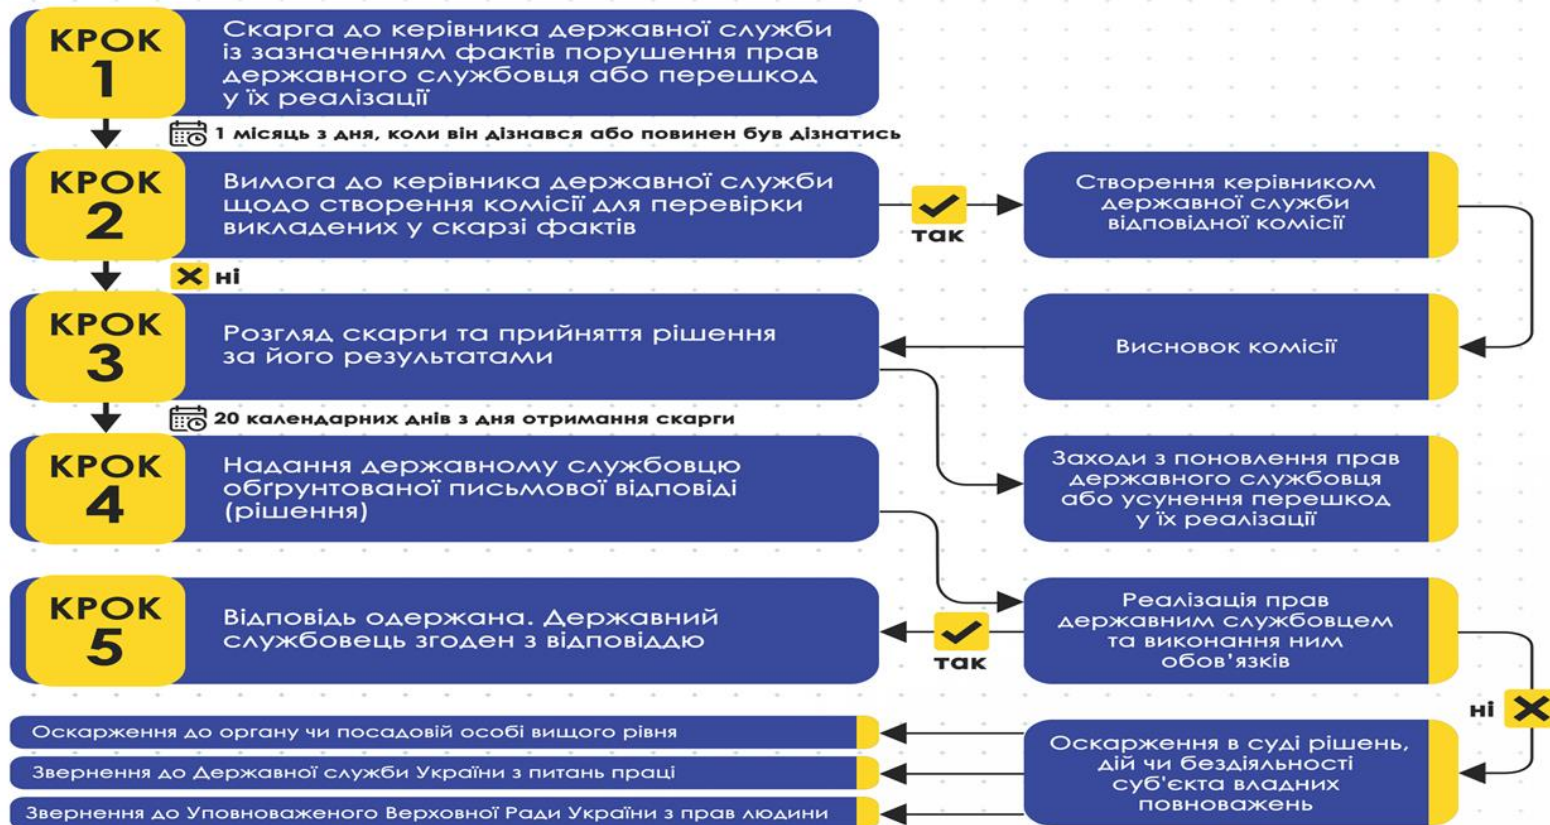 КРОК
1
Скарга до керівника державної служби
із зазначенням фактів порушення прав
державного службовця або перешкод
у їх реалізації
1 місяць з дня, коли він дізнався або повинен був дізнатись
КРОК
2
Вимога до керівника державної служби
щодо створення комісії для перевірки
викладених у скарзі фактів
так
Створення керівником
державної служби
відповідної комісії
ні
КРОК
3
Розгляд скарги та прийняття рішення
за його результатами
Висновок комісії
20 календарних днів з дня отримання скарги
КРОК
4
Надання державному службовцю
обґрунтованої письмової відповіді
(рішення)
Заходи з поновлення прав
державного службовця
або усунення перешкод
у їх реалізації
КРОК
5
Відповідь одержана. Державний
службовець згоден з відповіддю
так
Реалізація прав
державним службовцем
та виконання ним
обов'язків
ні
Оскарження до органу чи посадовій особі вищого рівня
Звернення до Державної служби України з питань праці
Звернення до Уповноваженого Верховної Ради України з прав людини
Оскарження в суді рішень,
дій чи бездіяльності
суб'єкта владних
повноважень